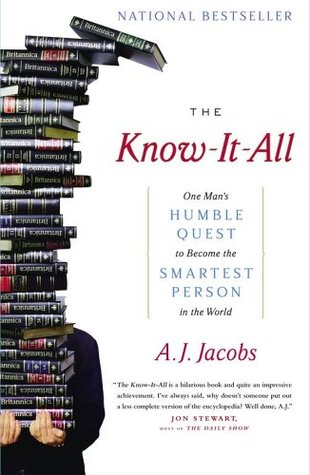 NATIONAL BESTSELLER
THE
Know-It-All
One Man's
HUMBLE
QUEST
to Become the
SMARTEST
PERSON
in the World
A.J. Jacobs
"The Know-It-All is a hilarious book and quite an impressive
achievement. I've always said, why doesn't someone put out
a less complete version of the encyclopedia? Well done, A.J."
JON STEWART,
HOST OF THE DAILY SHOW
Britannica
Britannica
Britannica
Britannica
Britannica
Britannica
Britannica